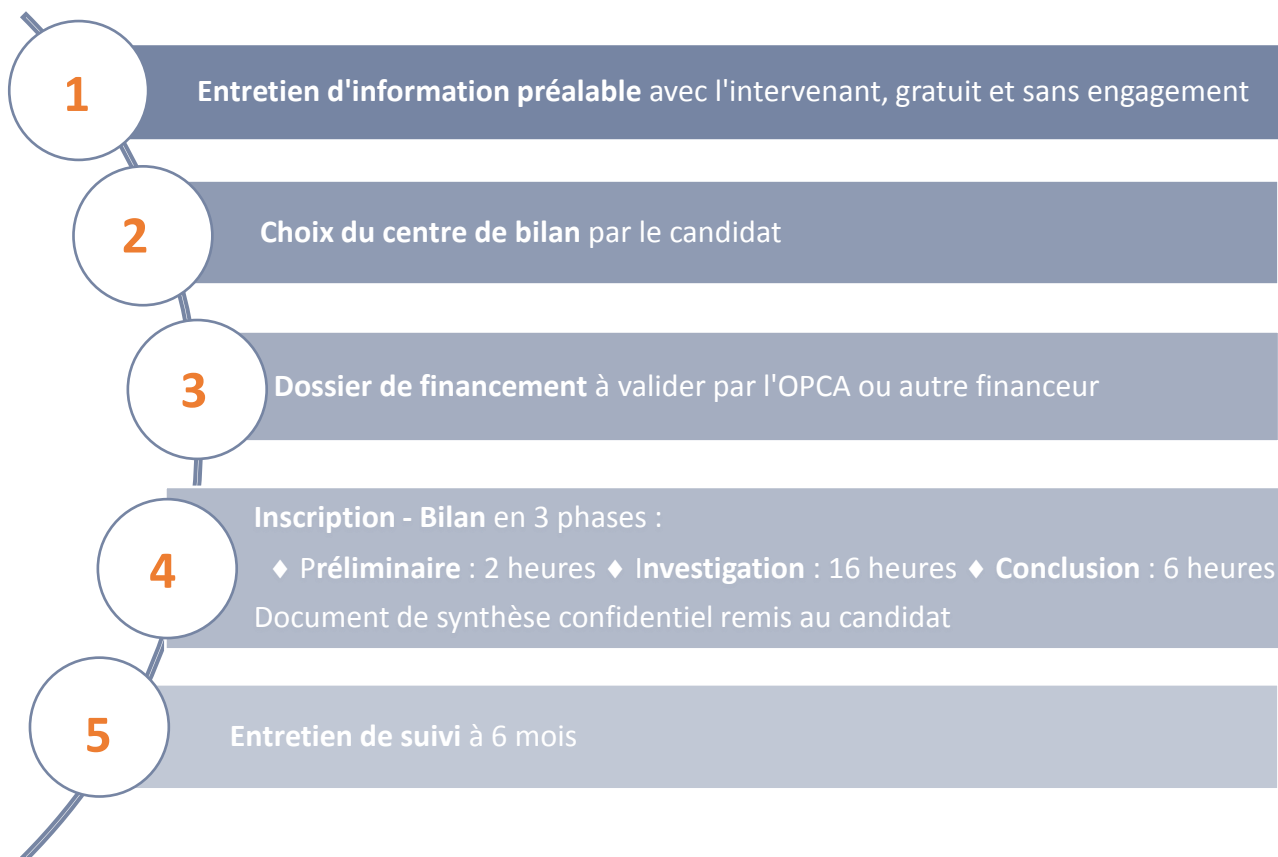 1
Entretien d'information préalable avec l'intervenant, gratuit et sans engagement
2
Choix du centre de bilan par le candidat
3
Dossier de financement à valider par l'OPCA ou autre financeur
4
Inscription - Bilan en 3 phases :
♦ Préliminaire : 2 heures ♦ Investigation : 16 heures ♦ Conclusion : 6 heures
Document de synthèse confidentiel remis au candidat
5
Entretien de suivi à 6 mois